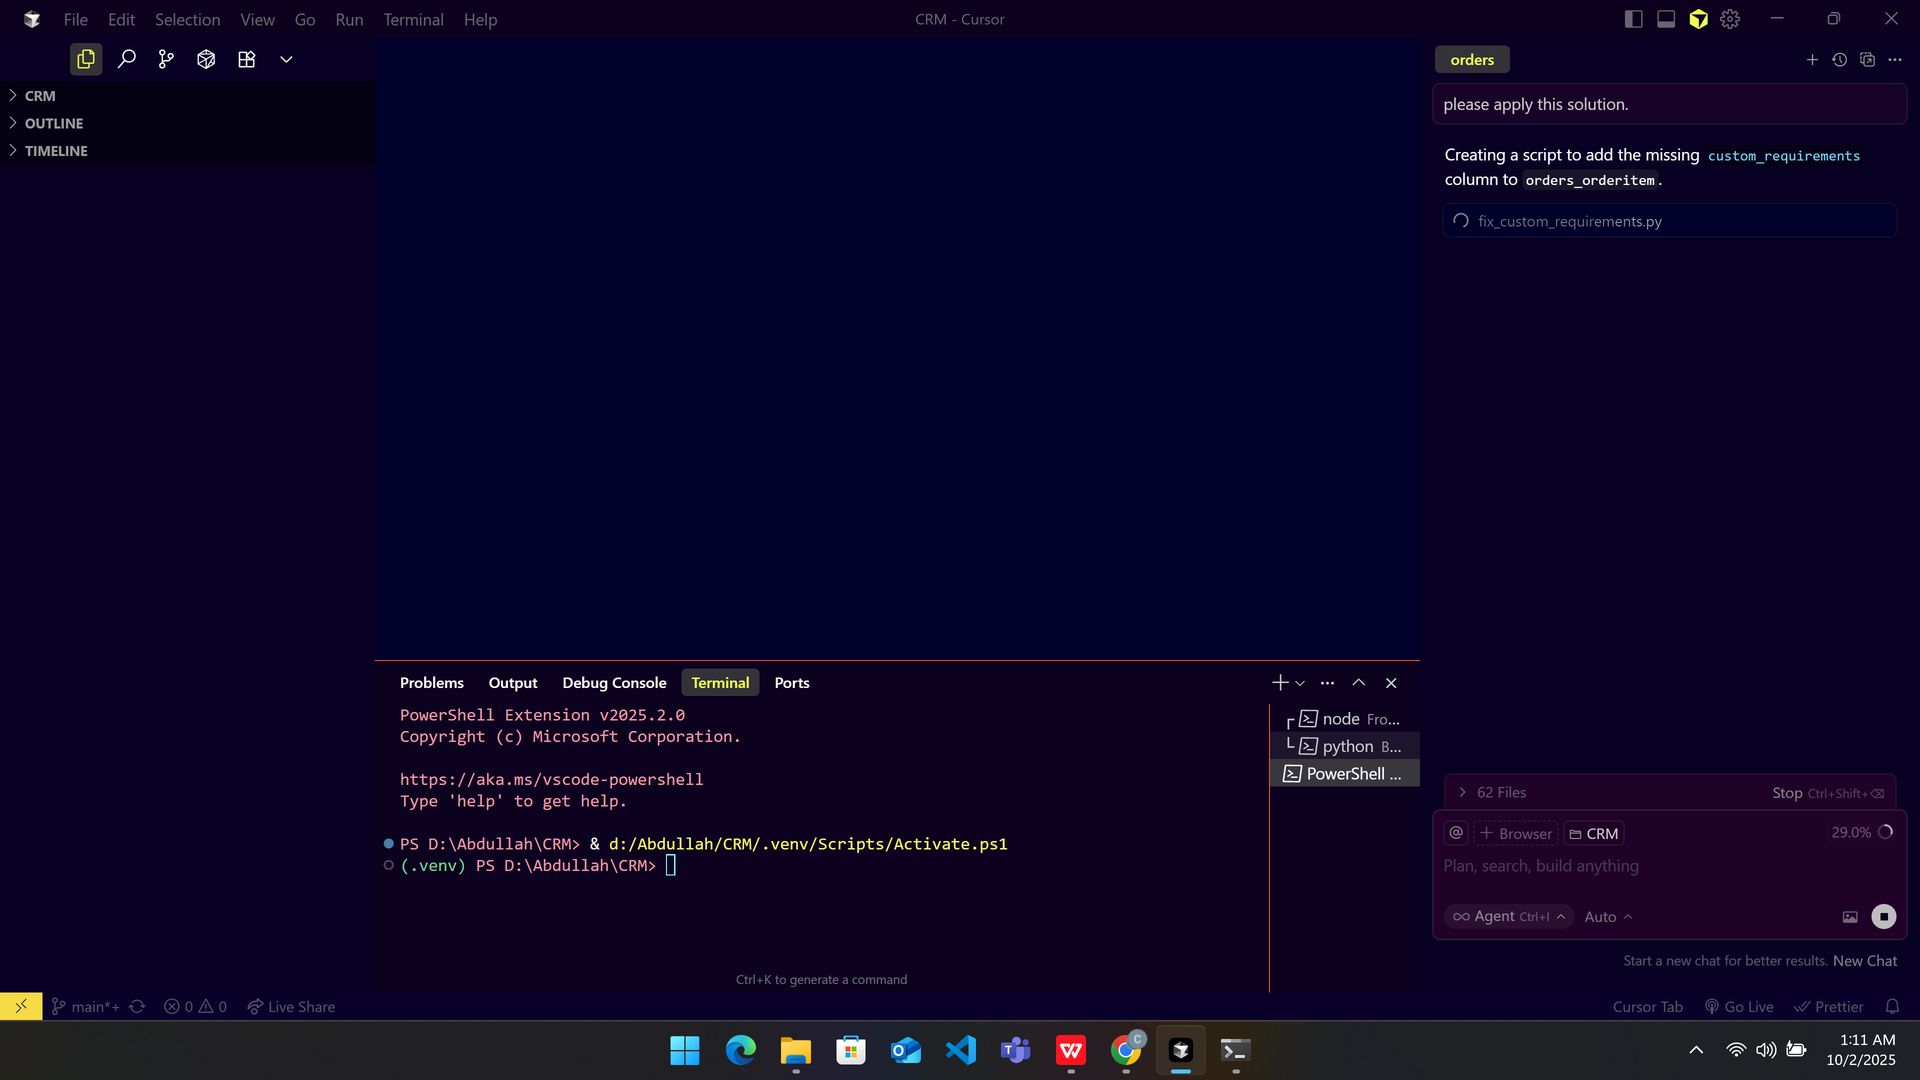 File Edit Selection View Go Run Terminal Help
CRM - Cursor
CRM
OUTLINE
TIMELINE
orders
please apply this solution.
Creating a script to add the missing custom_requirements
column to orders_orderitem.
fix_custom_requirements.py
Problems Output Debug Console Terminal Ports
PowerShell Extension v2025.2.0
Copyright (c) Microsoft Corporation.
https://aka.ms/vscode-powershell
Type 'help' to get help.
PS D:\Abdullah\CRM> & d:/Abdullah/CRM/.venv/Scripts/Activate.ps1
(.venv) PS D:\Abdullah\CRM>
Ctrl+K to generate a command
node Fro...
python B...
PowerShell ...
62 Files
Stop Ctrl+Shift+⌫
@ + Browser CRM
29.0%
Plan, search, build anything
Agent Ctrl+I Auto
Start a new chat for better results. New Chat
main*+ 0 0 Live Share
Cursor Tab Go Live Prettier
C
1:11 AM
10/2/2025